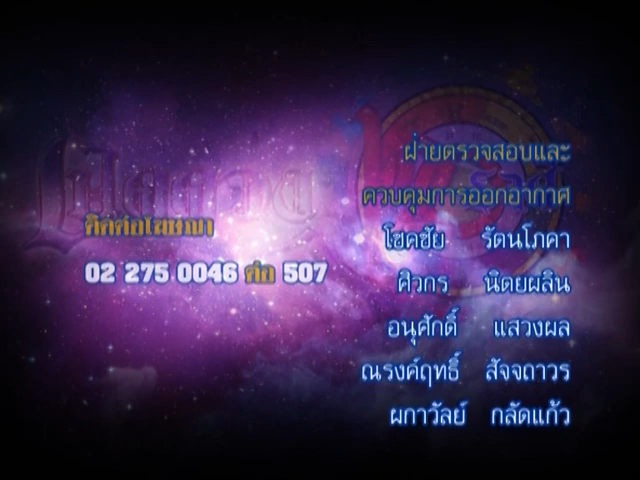 ฝ่ายตรวจสอบและ
ควบคุมการออกอากาศ
ติดต่อโฆษณา
โชคชัย รัตนโภคา
02 275 0046 ต่อ 507
ศิวกร นิตยผลิน
อนุศักดิ์ แสวงผล
ณรงค์ฤทธิ์ สัจจถาวร
ผกาวัลย์ กลัดแก้ว